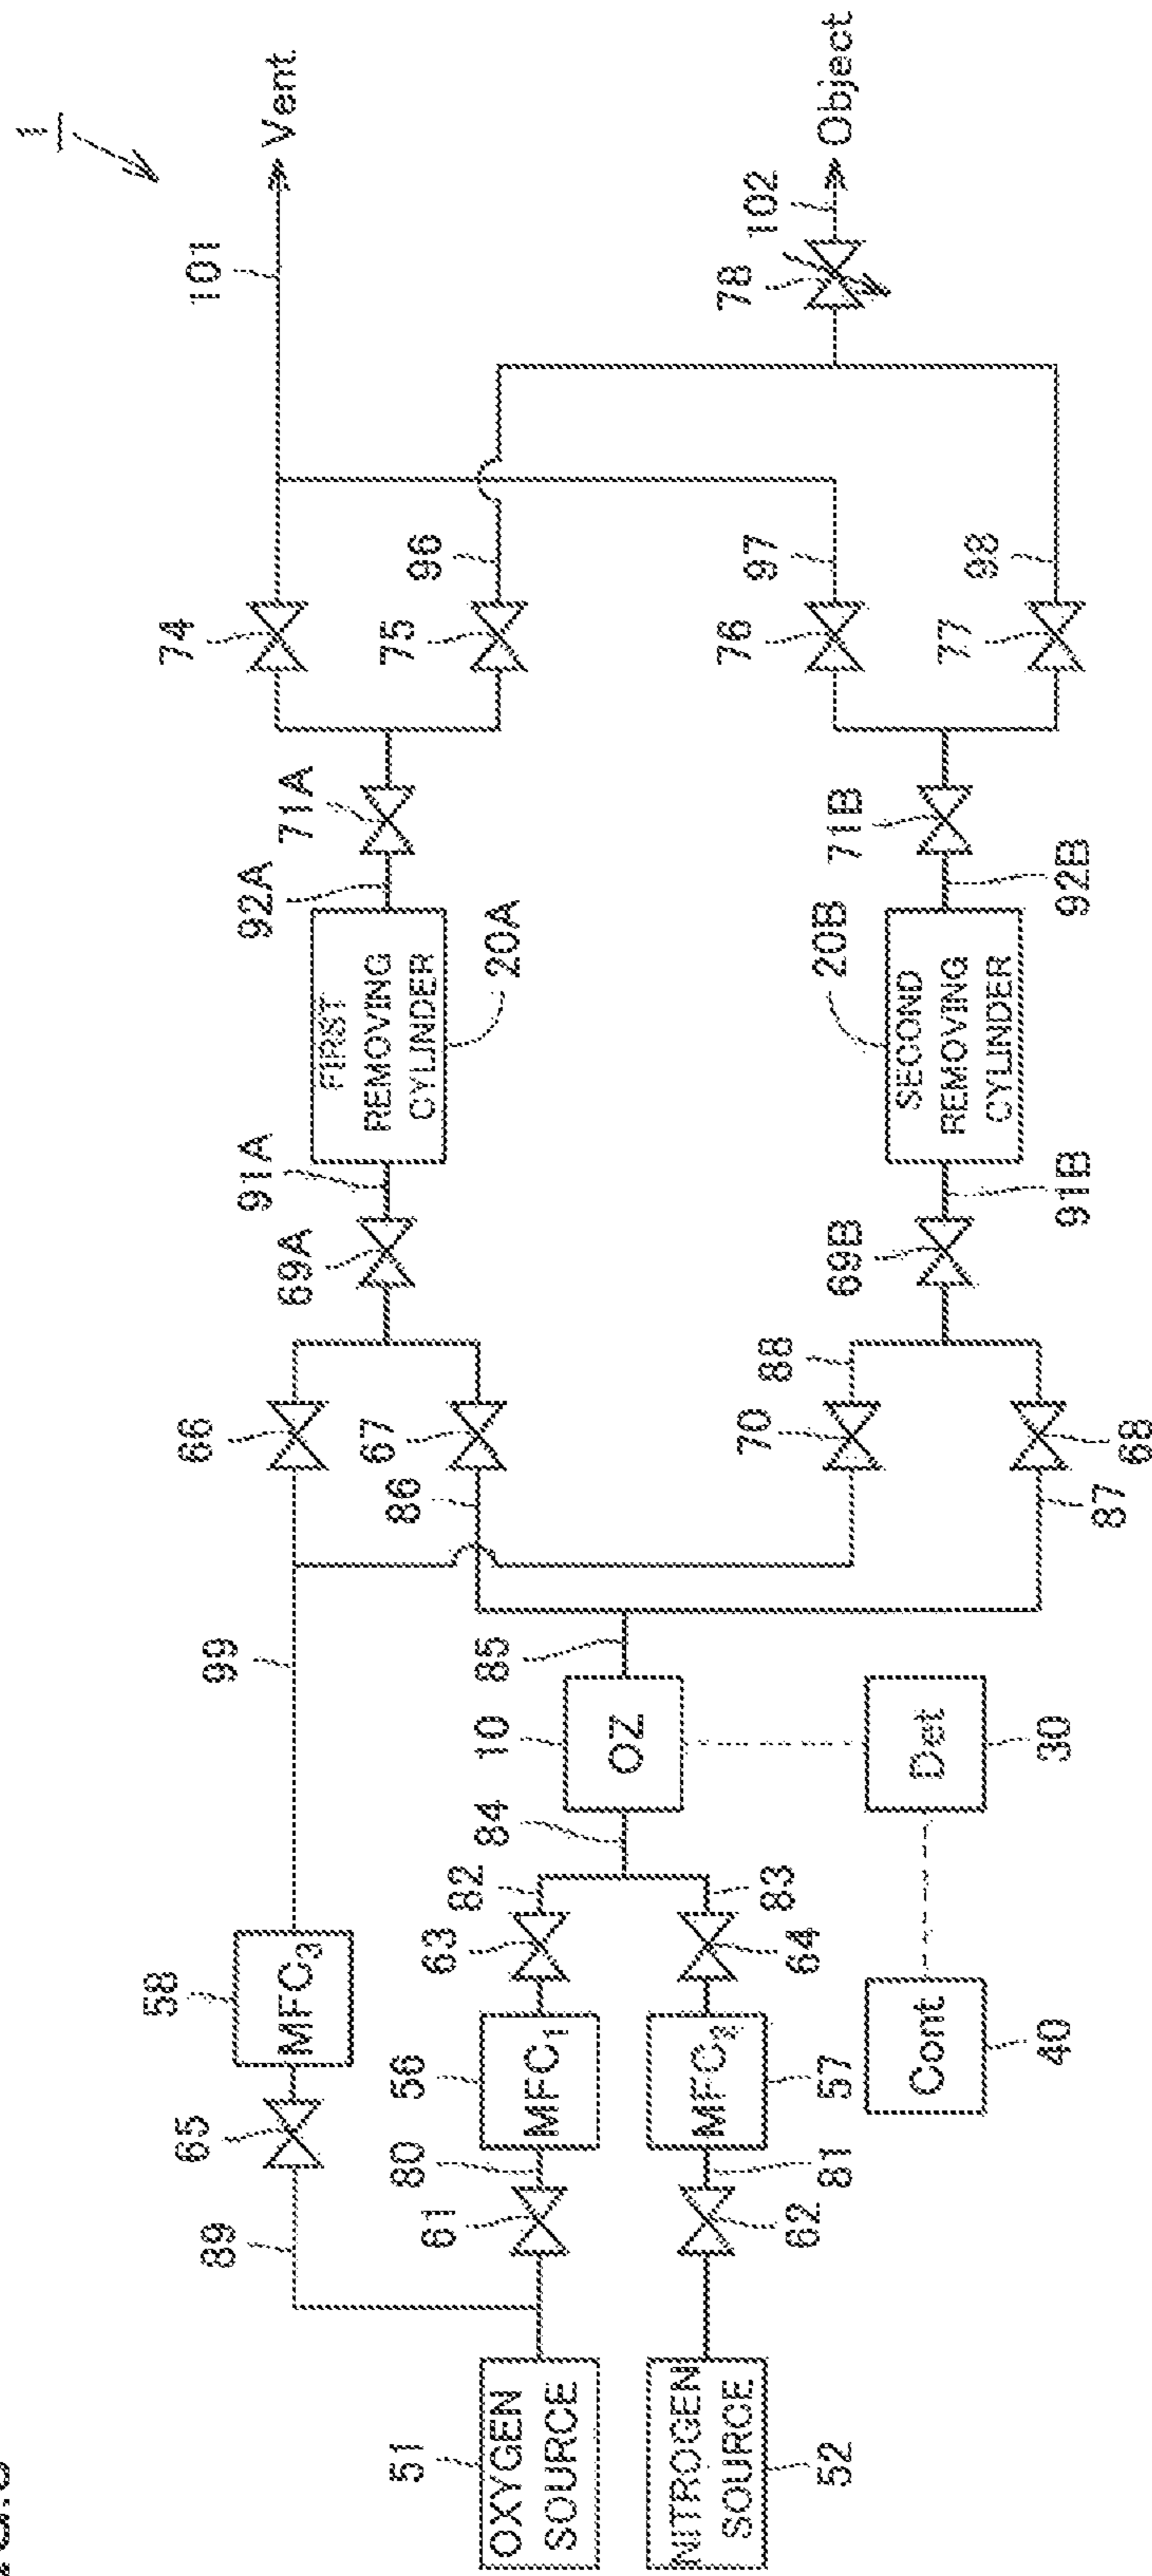 1
Vent
Object
101
102
78
74
75
96
76
97
77
98
71A
92A
71B
92B
FIRST
REMOVING
CYLINDER
20A
SECOND
REMOVING
CYLINDER
20B
91A
69A
91B
69B
66
67
86
88
70
68
87
99
85
10
OZ
84
Det
30
82
63
83
64
58
MFC3
56
MFC1
MFC2
57
Cont
40
65
80
61
81
62
89
51
OXYGEN
SOURCE
NITROGEN
SOURCE
52